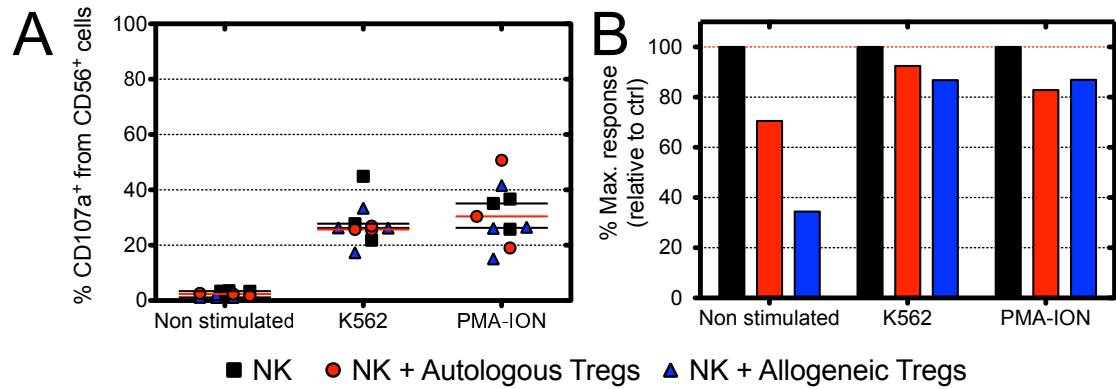 A
% CD107a⁺ from CD56⁺ cells
100
80
60
40
20
0
Non stimulated
K562
PMA-ION
B
% Max. response
(relative to ctrl)
100
80
60
40
20
0
Non stimulated
K562
PMA-ION
NK
NK + Autologous Tregs
NK + Allogeneic Tregs